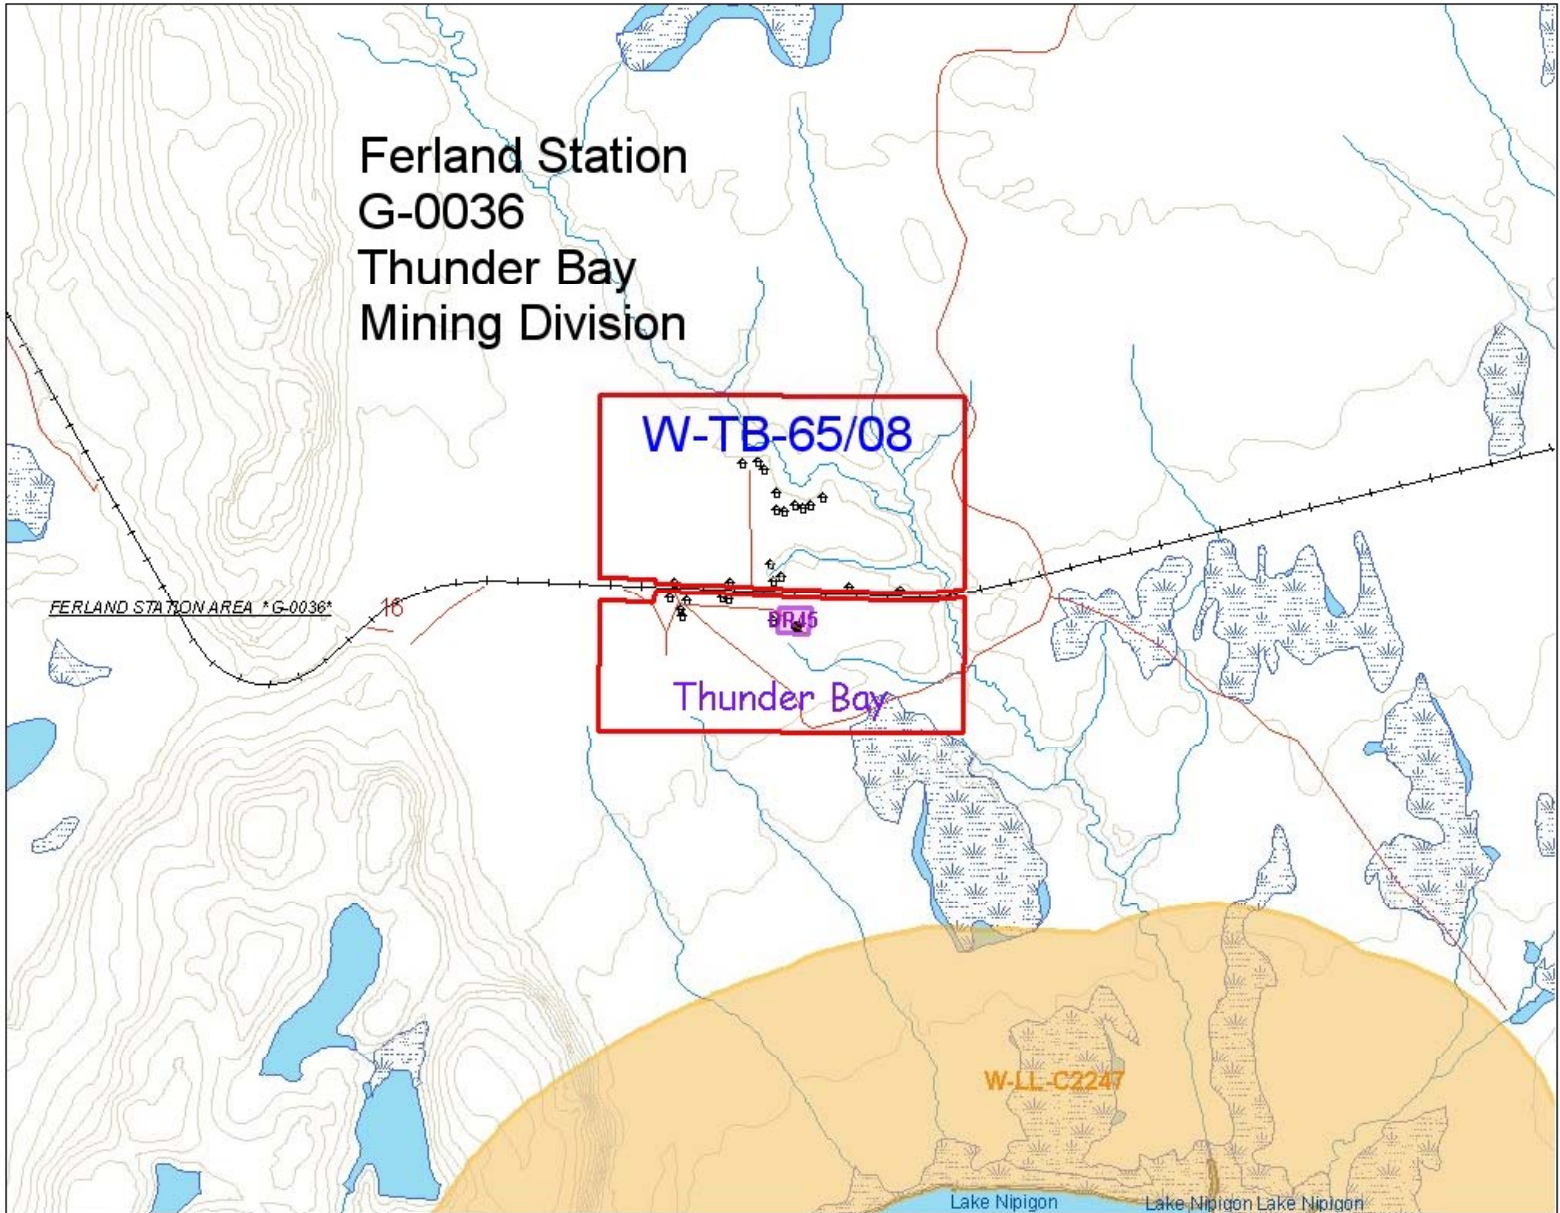 Ferland Station
G-0036
Thunder Bay
Mining Division
W-TB-65/08
FERLAND STATION AREA *G-0036*
16
Thunder Bay
W-LL-C2247
Lake Nipigon
Lake Nipigon Lake Nipigon